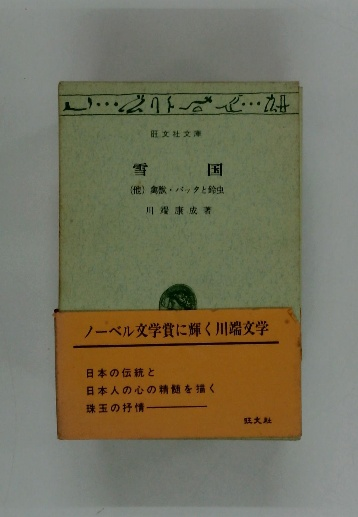 旺文社文庫
雪国
(他) 禽獣・バッタと鈴虫
川端康成著
ノーベル文学賞に輝く川端文学
日本の伝統と
日本人の心の精髄を描く
珠玉の抒情———
旺文社